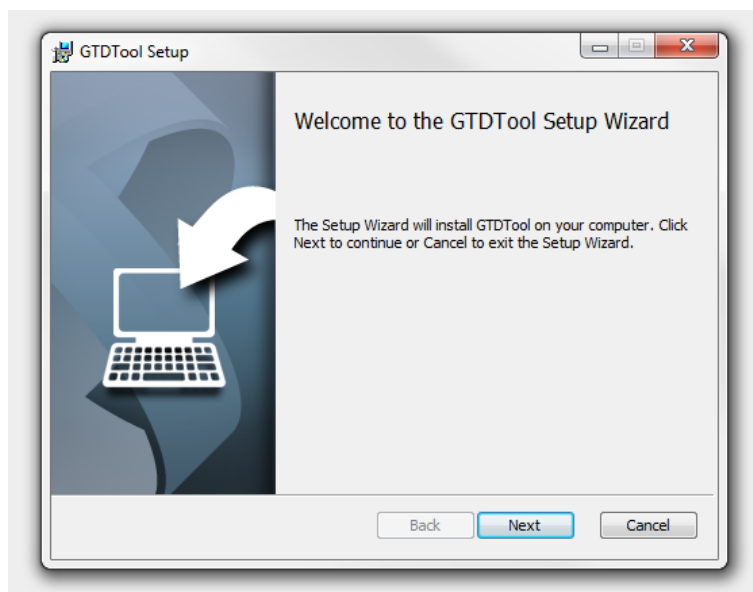 GTDTool Setup
Welcome to the GTDTool Setup Wizard
The Setup Wizard will install GTDTool on your computer. Click
Next to continue or Cancel to exit the Setup Wizard.
Back Next Cancel